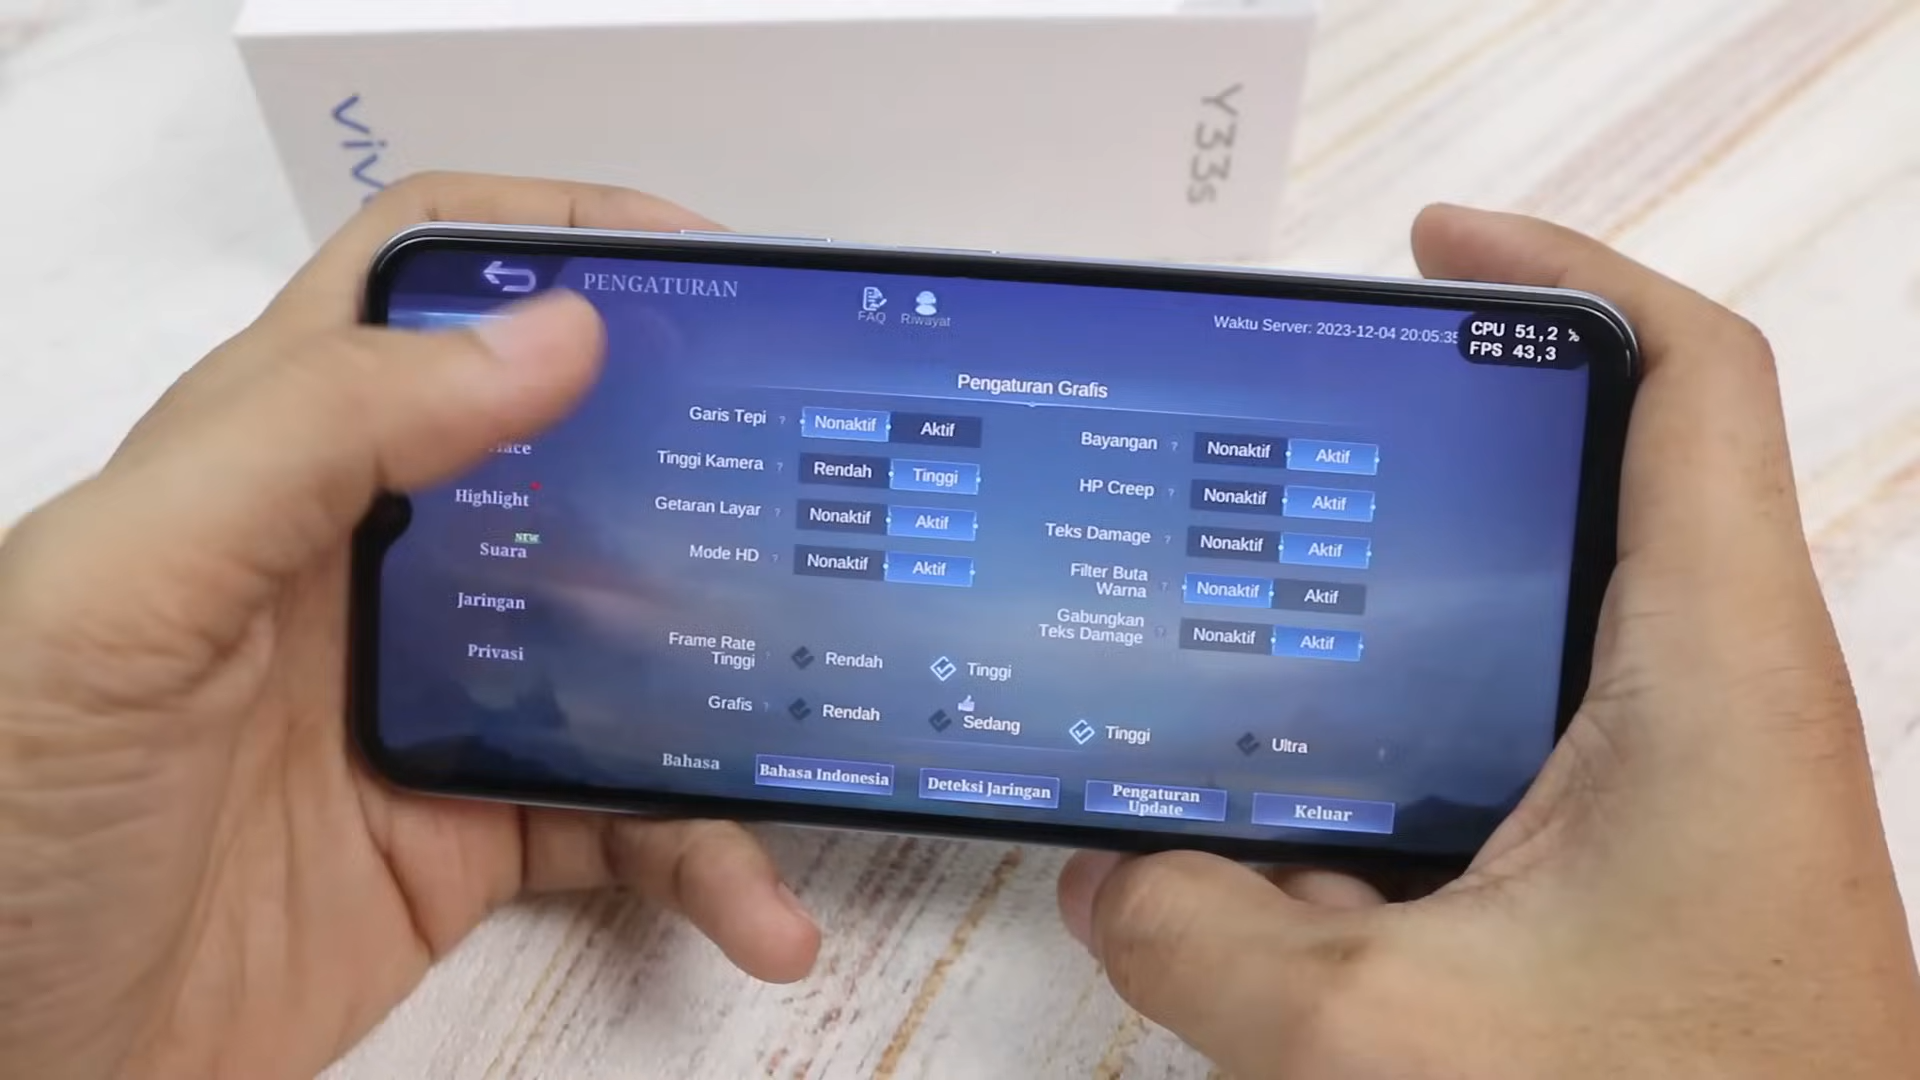 viv
Y33s
PENGATURAN
FAQ
Riwayat
Waktu Server: 2023-12-04 20:05:35
CPU 51,2 %
FPS 43,3
Pengaturan Grafis
Garis Tepi ? Nonaktif Aktif
Bayangan ? Nonaktif Aktif
Tinggi Kamera ? Rendah Tinggi
HP Creep ? Nonaktif Aktif
Getaran Layar ? Nonaktif Aktif
Teks Damage ? Nonaktif Aktif
Mode HD ? Nonaktif Aktif
Filter Buta
Warna ? Nonaktif Aktif
Gabungkan
Teks Damage ? Nonaktif Aktif
Frame Rate
Tinggi Rendah Tinggi
Grafis ? Rendah Sedang Tinggi Ultra
Bahasa Bahasa Indonesia Deteksi Jaringan
Pengaturan
Update
Keluar
Highlight
NEW
Suara
Jaringan
Privasi